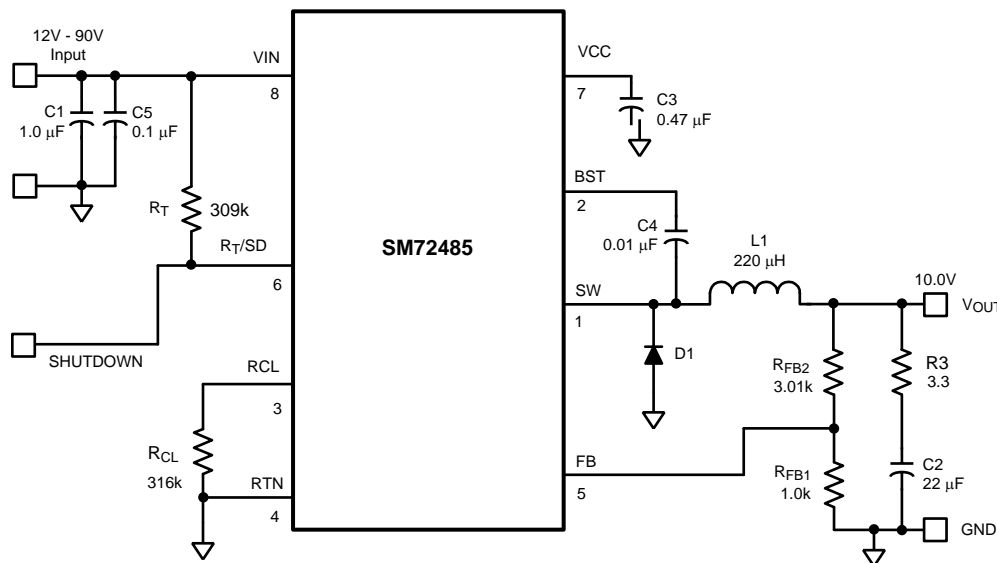 12V - 90V
Input
VIN
8
C1
1.0 μF
C5
0.1 μF
RT
309k
RT/SD
6
SHUTDOWN
RCL
3
RCL
316k
RTN
4
SM72485
VCC
7
C3
0.47 μF
BST
2
C4
0.01 μF
L1
220 μH
SW
1
D1
10.0V
VOUT
RFB2
3.01k
R3
3.3
FB
5
RFB1
1.0k
C2
22 μF
GND